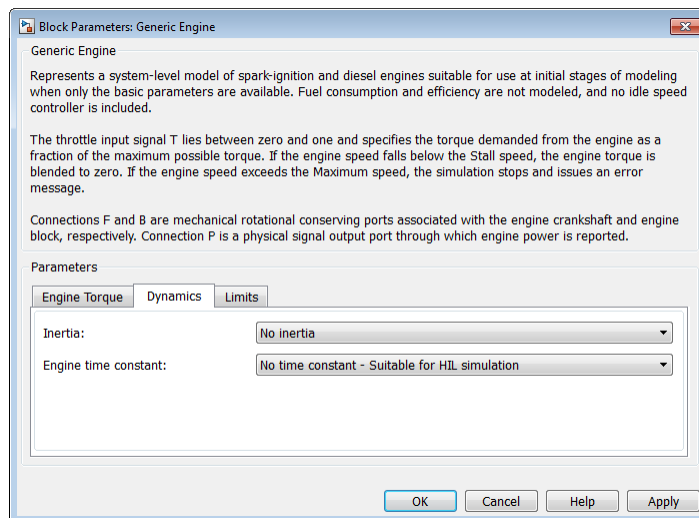 Block Parameters: Generic Engine
Generic Engine
Represents a system-level model of spark-ignition and diesel engines suitable for use at initial stages of modeling
when only the basic parameters are available. Fuel consumption and efficiency are not modeled, and no idle speed
controller is included.
The throttle input signal T lies between zero and one and specifies the torque demanded from the engine as a
fraction of the maximum possible torque. If the engine speed falls below the Stall speed, the engine torque is
blended to zero. If the engine speed exceeds the Maximum speed, the simulation stops and issues an error
message.
Connections F and B are mechanical rotational conserving ports associated with the engine crankshaft and engine
block, respectively. Connection P is a physical signal output port through which engine power is reported.
Parameters
Engine Torque Dynamics Limits
Inertia: No inertia
Engine time constant: No time constant - Suitable for HIL simulation
OK Cancel Help Apply